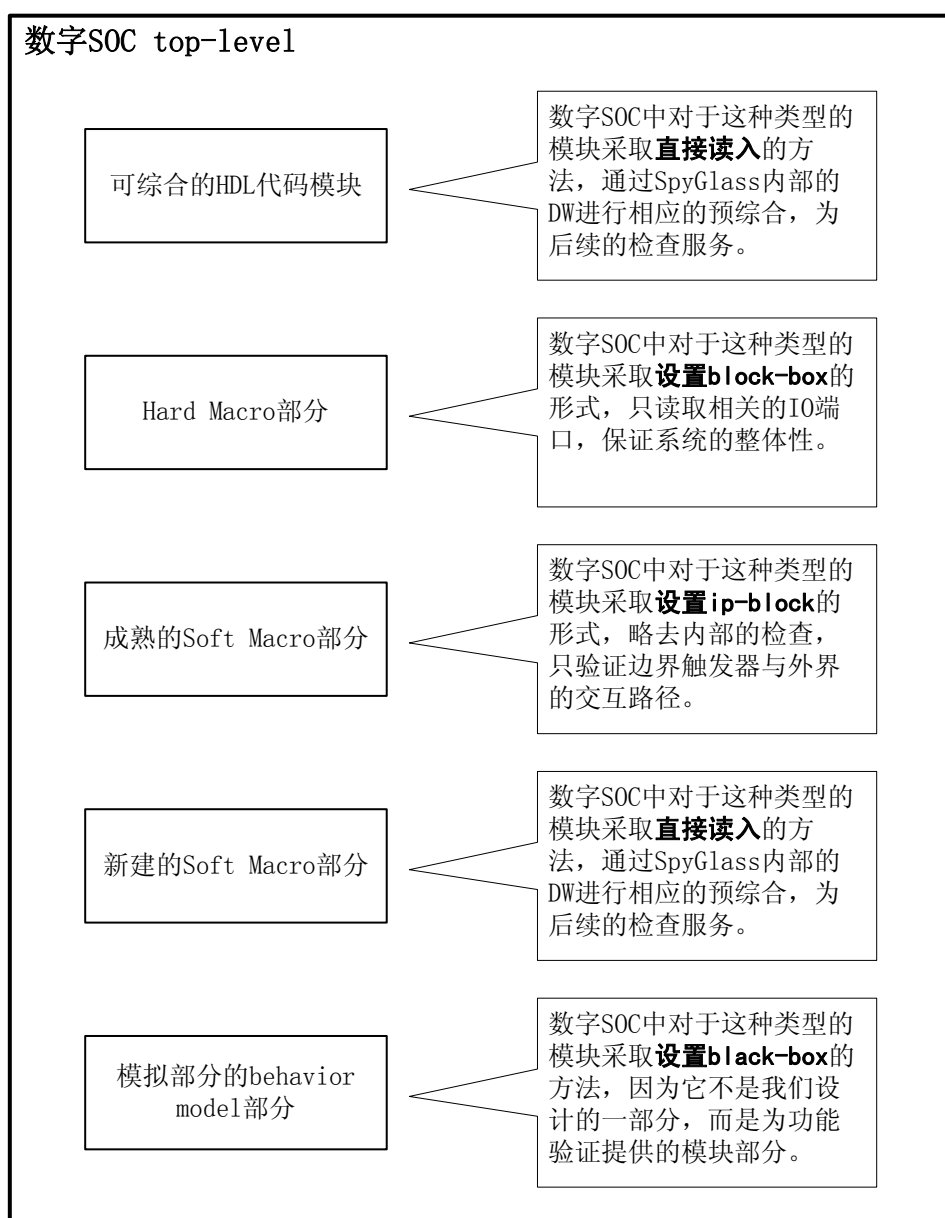 数字SOC top-level
可综合的HDL代码模块
数字SOC中对于这种类型的
模块采取直接读入的方
法，通过SpyGlass内部的
DW进行相应的预综合，为
后续的检查服务。
Hard Macro部分
数字SOC中对于这种类型的
模块采取设置block-box的
形式，只读取相关的IO端
口，保证系统的整体性。
成熟的Soft Macro部分
数字SOC中对于这种类型的
模块采取设置ip-block的
形式，略去内部的检查，
只验证边界触发器与外界
的交互路径。
新建的Soft Macro部分
数字SOC中对于这种类型的
模块采取直接读入的方
法，通过SpyGlass内部的
DW进行相应的预综合，为
后续的检查服务。
模拟部分的behavior
model部分
数字SOC中对于这种类型的
模块采取设置black-box的
方法，因为它不是我们设
计的一部分，而是为功能
验证提供的模块部分。